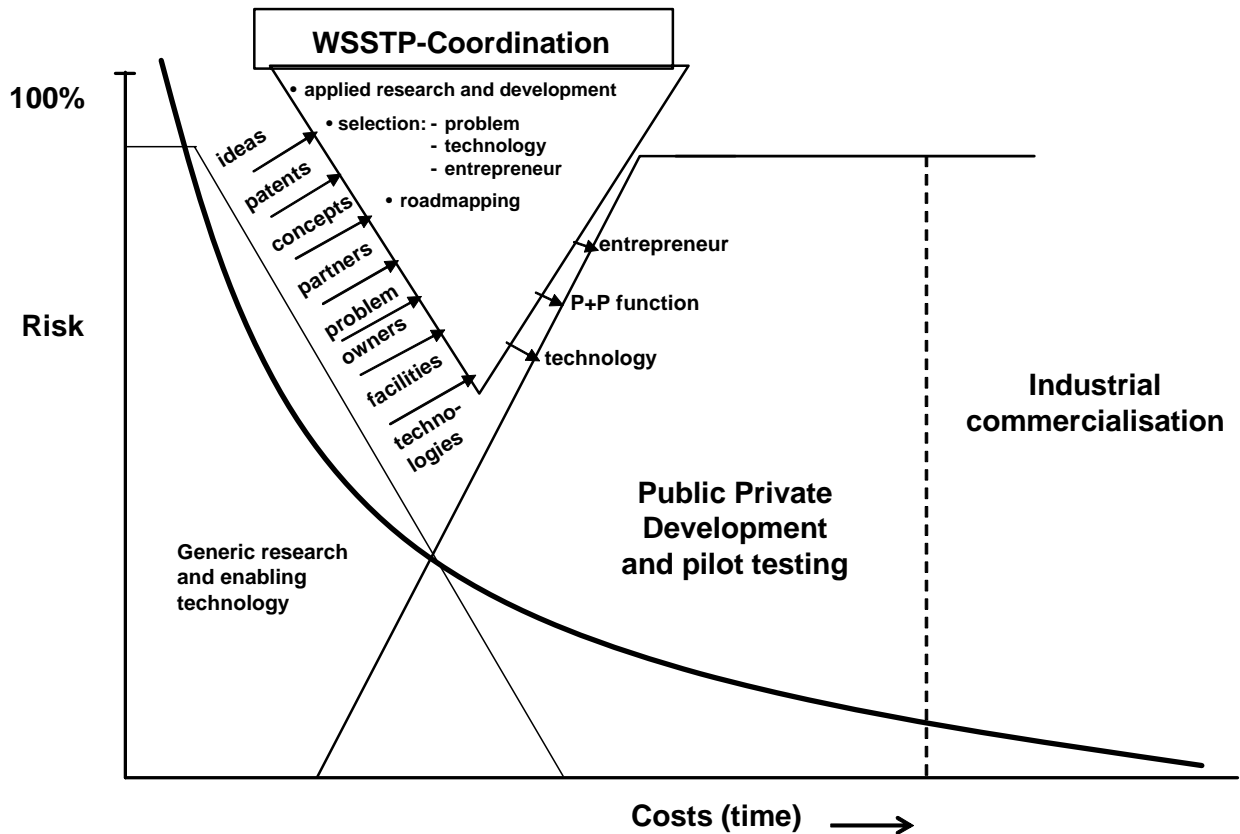 WSSTP-Coordination
• applied research and development
• selection: - problem
- technology
- entrepreneur
• roadmapping
100%
Risk
ideas
patents
concepts
partners
problem
owners
facilities
techno-
logies
entrepreneur
P+P function
technology
Industrial
commercialisation
Public Private
Development
and pilot testing
Generic research
and enabling
technology
Costs (time)